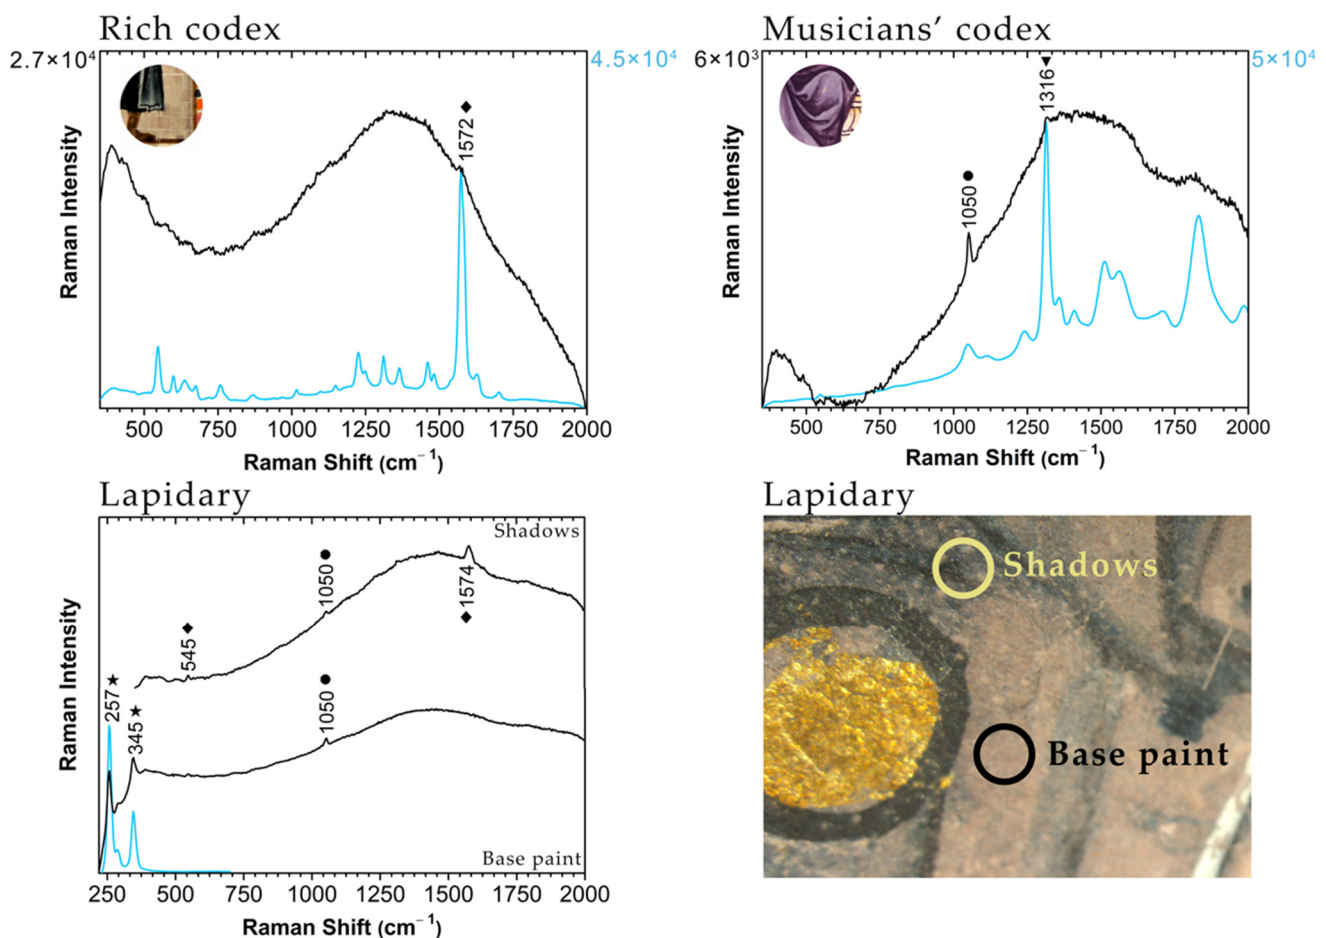 Rich codex
2.7×10⁴
4.5×10⁴
◆
1572
Raman Intensity
500 750 1000 1250 1500 1750 2000
Raman Shift (cm⁻¹)
Musicians’ codex
6×10³
5×10⁴
▼
1316
●
1050
Raman Intensity
500 750 1000 1250 1500 1750 2000
Raman Shift (cm⁻¹)
Lapidary
Shadows
●
1050
1574
◆
◆
545
★
257
★
345
●
1050
Raman Intensity
Base paint
250 500 750 1000 1250 1500 1750 2000
Raman Shift (cm⁻¹)
Lapidary
Shadows
Base paint